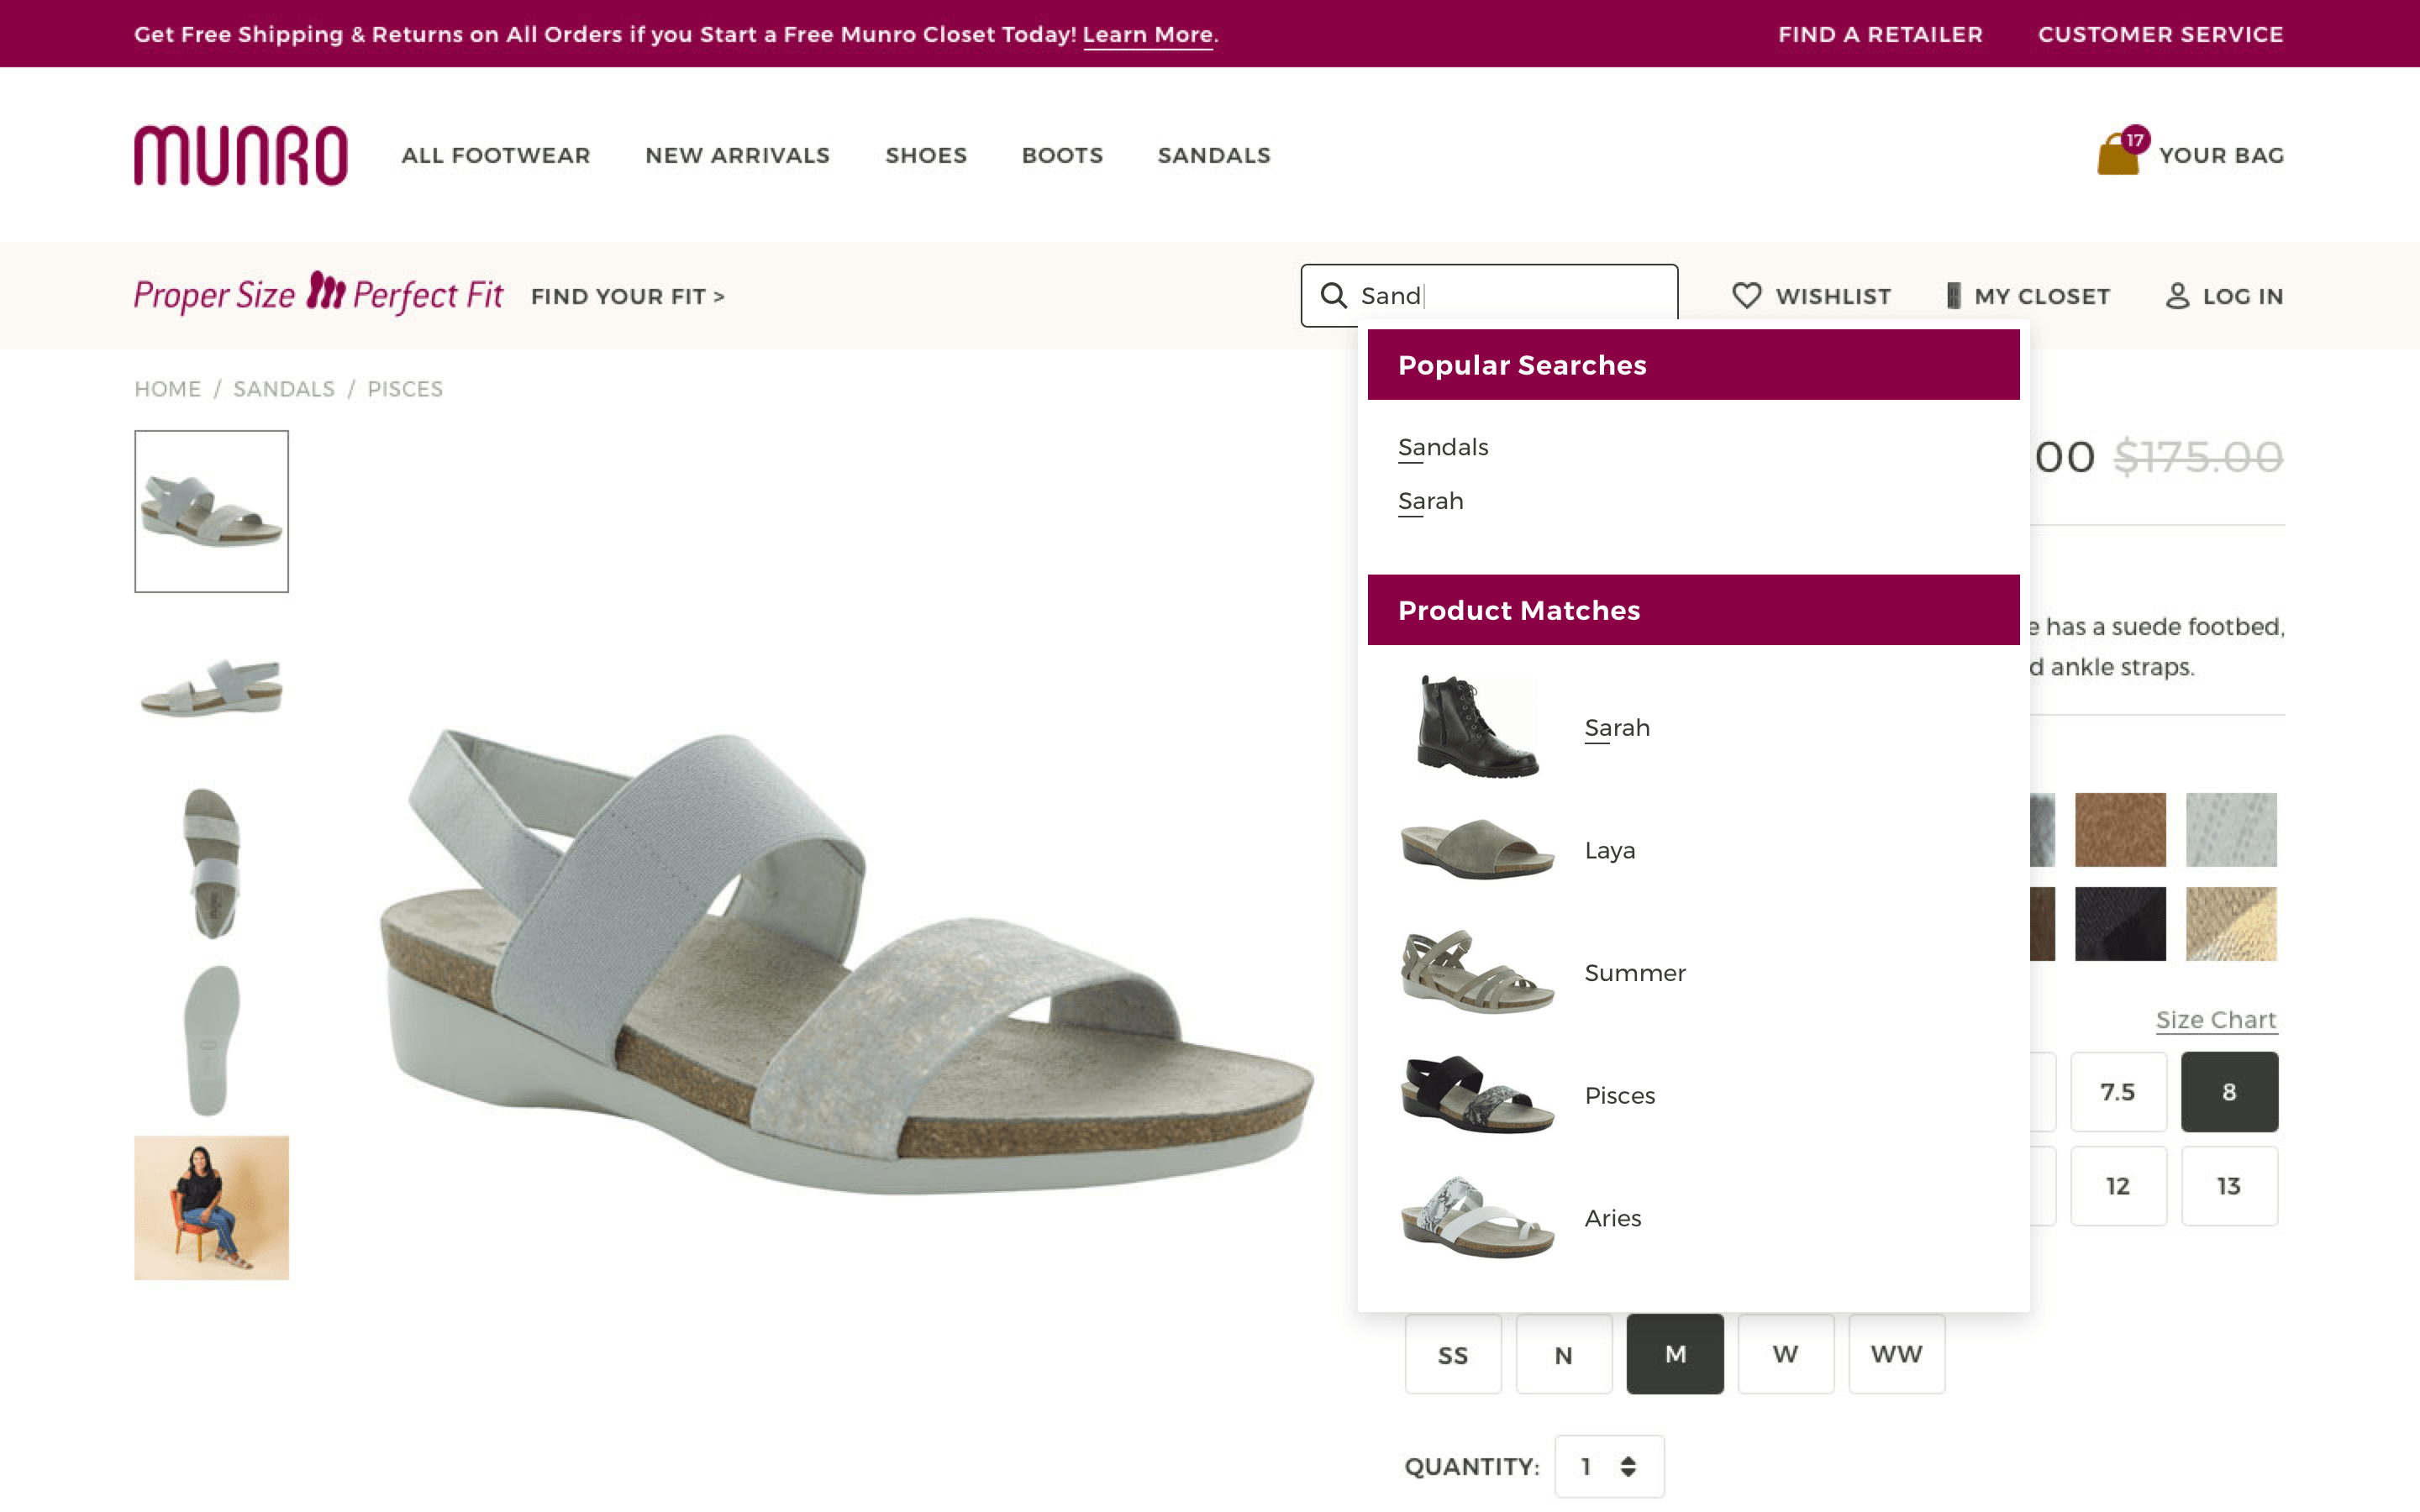 Get Free Shipping & Returns on All Orders if you Start a Free Munro Closet Today! Learn More.
FIND A RETAILER
CUSTOMER SERVICE
MUNRO
ALL FOOTWEAR
NEW ARRIVALS
SHOES
BOOTS
SANDALS
17
YOUR BAG
Proper Size Perfect Fit
FIND YOUR FIT >
Sand
WISHLIST
MY CLOSET
LOG IN
HOME / SANDALS / PISCES
Popular Searches
Sandals
Sarah
Product Matches
Sarah
Laya
Summer
Pisces
Aries
.00 $175.00
e has a suede footbed,
d ankle straps.
Size Chart
7.5
8
12
13
SS
N
M
W
WW
QUANTITY:
1